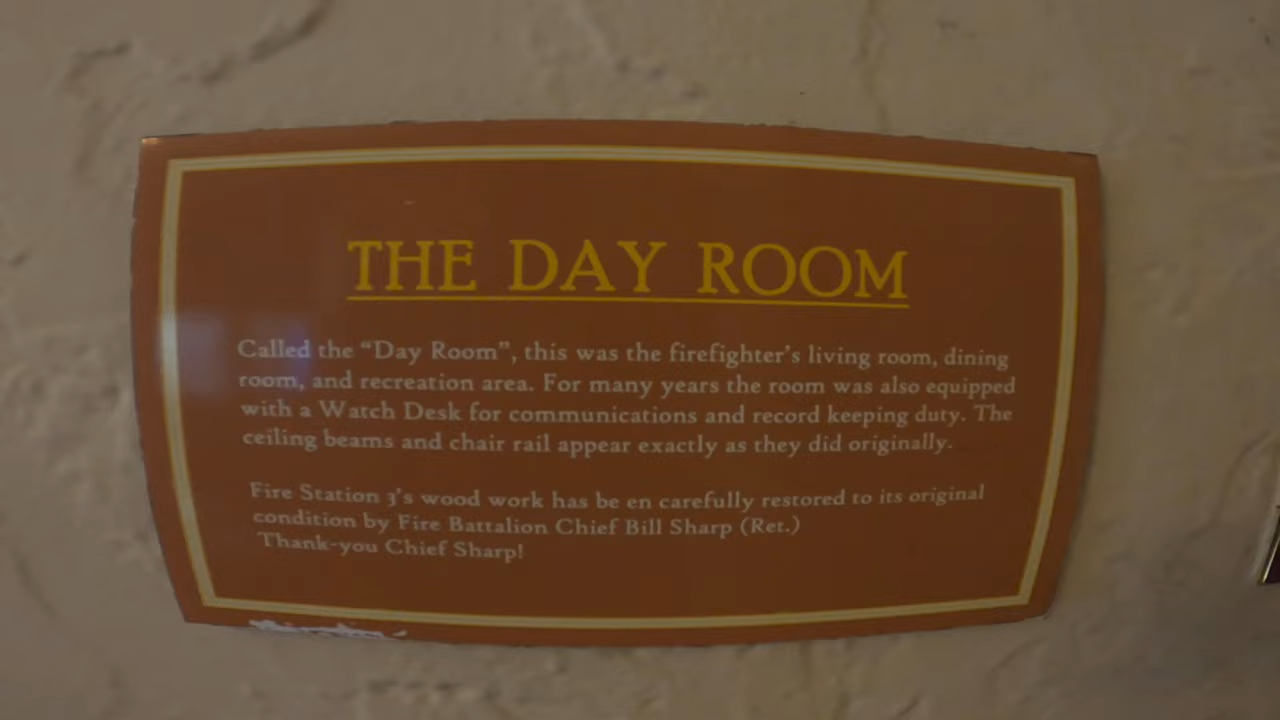 THE DAY ROOM
Called the “Day Room”, this was the firefighter’s living room, dining
room, and recreation area. For many years the room was also equipped
with a Watch Desk for communications and record keeping duty. The
ceiling beams and chair rail appear exactly as they did originally.
Fire Station 3’s wood work has be en carefully restored to its original
condition by Fire Battalion Chief Bill Sharp (Ret.)
Thank-you Chief Sharp!